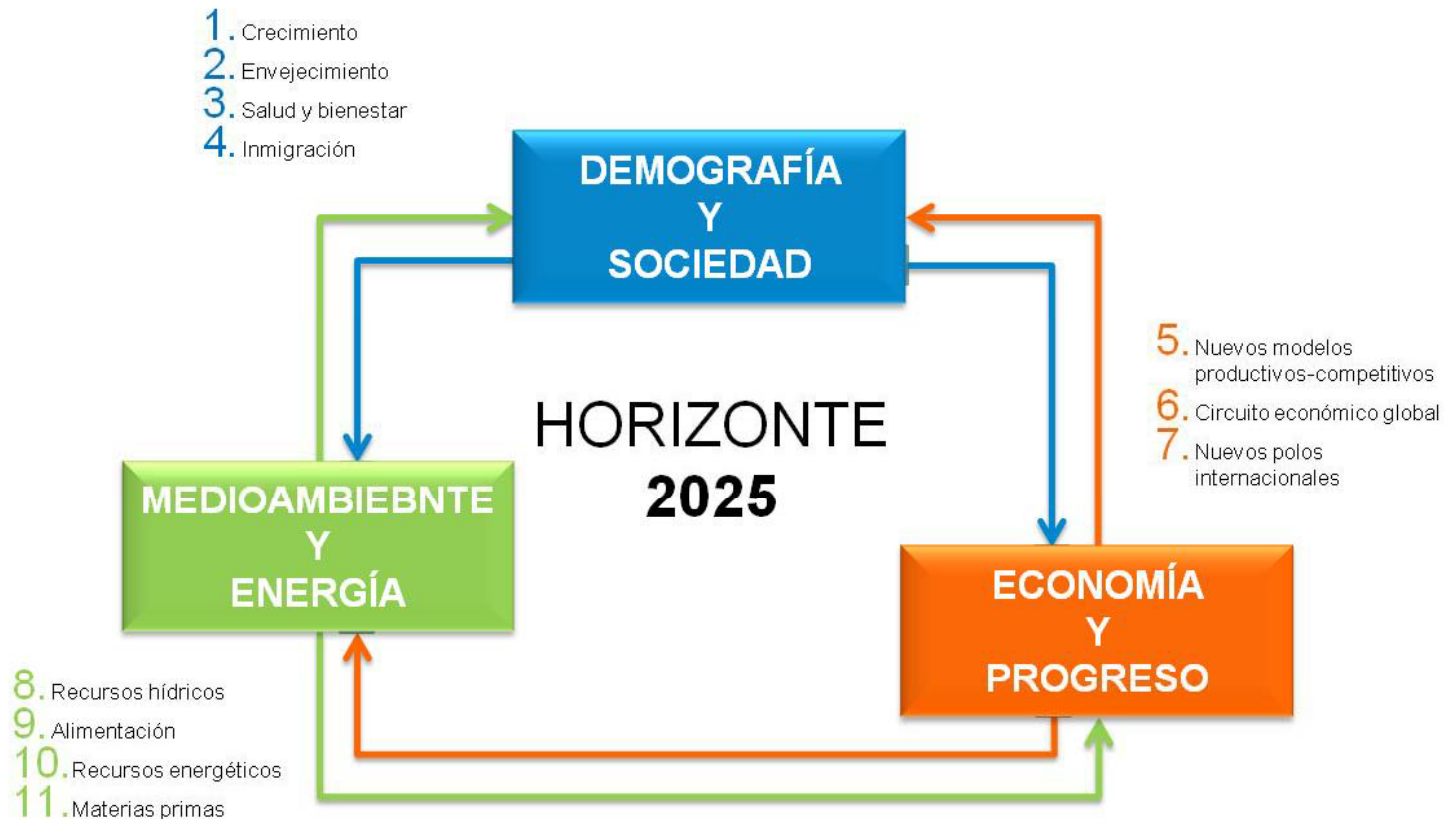 1. Crecimiento
2. Envejecimiento
3. Salud y bienestar
4. Inmigración
DEMOGRAFÍA
Y
SOCIEDAD
5. Nuevos modelos
productivos-competitivos
6. Circuito económico global
7. Nuevos polos
internacionales
HORIZONTE
2025
MEDIOAMBIEBNTE
Y
ENERGÍA
ECONOMÍA
Y
PROGRESO
8. Recursos hídricos
9. Alimentación
10. Recursos energéticos
11. Materias primas